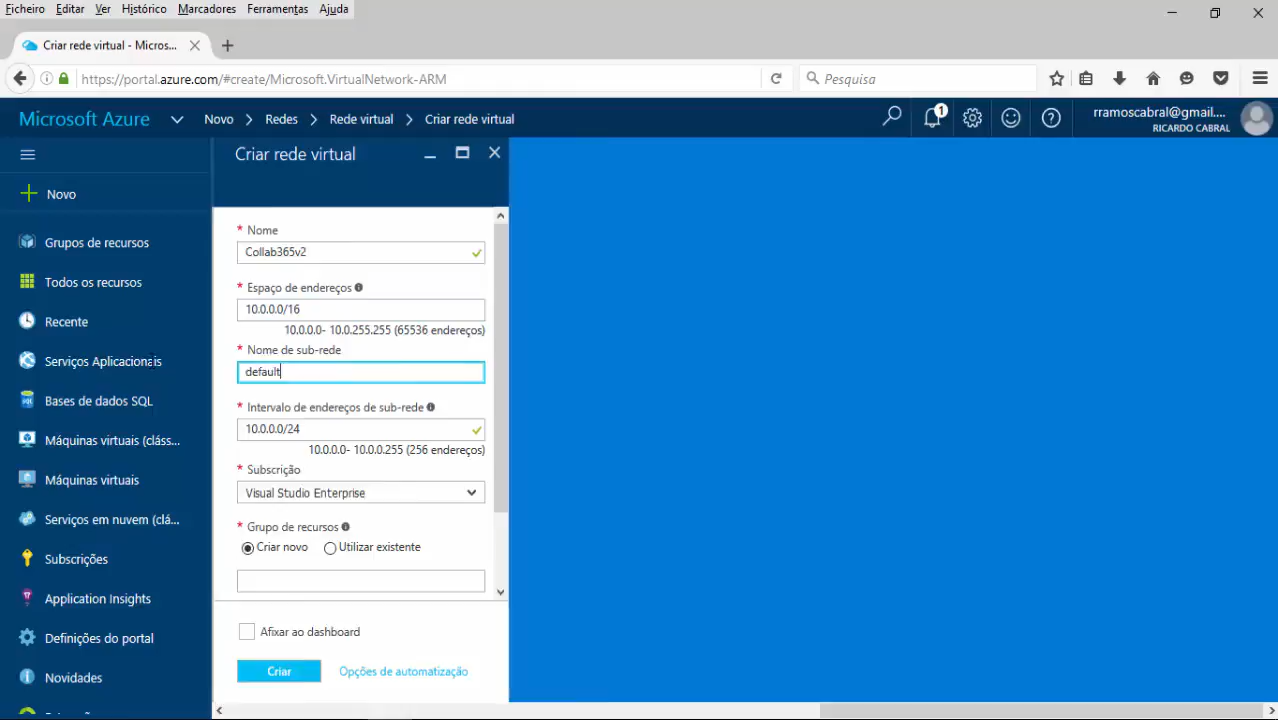 Ficheiro Editar Ver Histórico Marcadores Ferramentas Ajuda
Criar rede virtual - Micros...
https://portal.azure.com/#create/Microsoft.VirtualNetwork-ARM
Pesquisa
Microsoft Azure Novo > Redes > Rede virtual > Criar rede virtual
1
rramoscabral@gmail....
RICARDO CABRAL
Novo
Grupos de recursos
Todos os recursos
Recente
Serviços Aplicacionais
Bases de dados SQL
Máquinas virtuais (cláss...
Máquinas virtuais
Serviços em nuvem (clá...
Subscrições
Application Insights
Definições do portal
Novidades
Criar rede virtual
* Nome
Collab365v2
* Espaço de endereços
10.0.0.0/16
10.0.0.0- 10.0.255.255 (65536 endereços)
* Nome de sub-rede
default
* Intervalo de endereços de sub-rede
10.0.0.0/24
10.0.0.0- 10.0.0.255 (256 endereços)
* Subscrição
Visual Studio Enterprise
* Grupo de recursos
Criar novo Utilizar existente
Afixar ao dashboard
Criar Opções de automatização